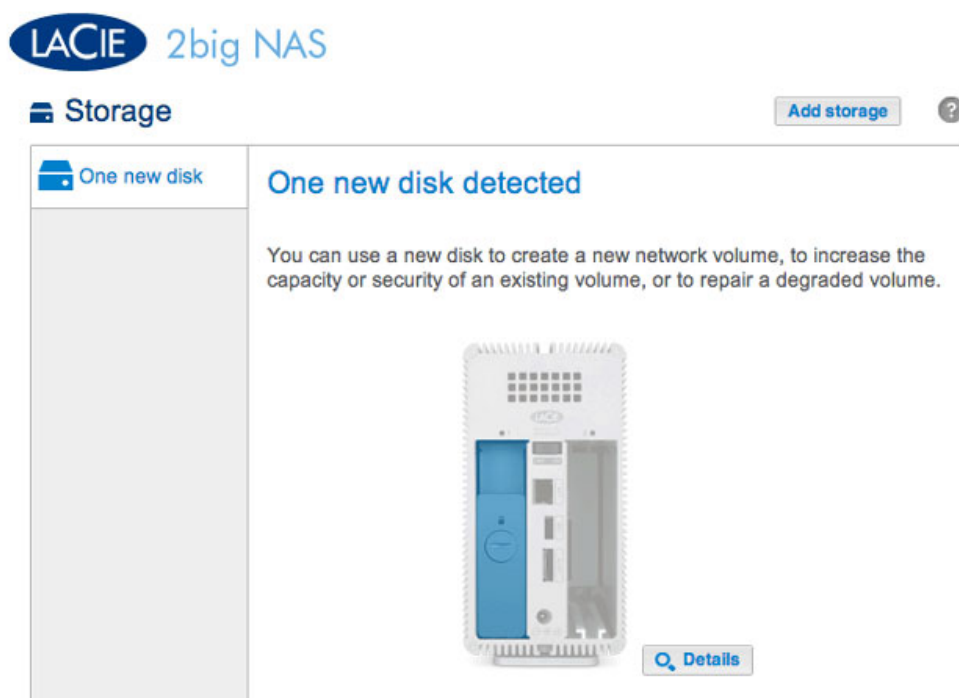 LACIE 2big NAS
Storage
Add storage
?
One new disk
One new disk detected
You can use a new disk to create a new network volume, to increase the
capacity or security of an existing volume, or to repair a degraded volume.
LACIE
Details